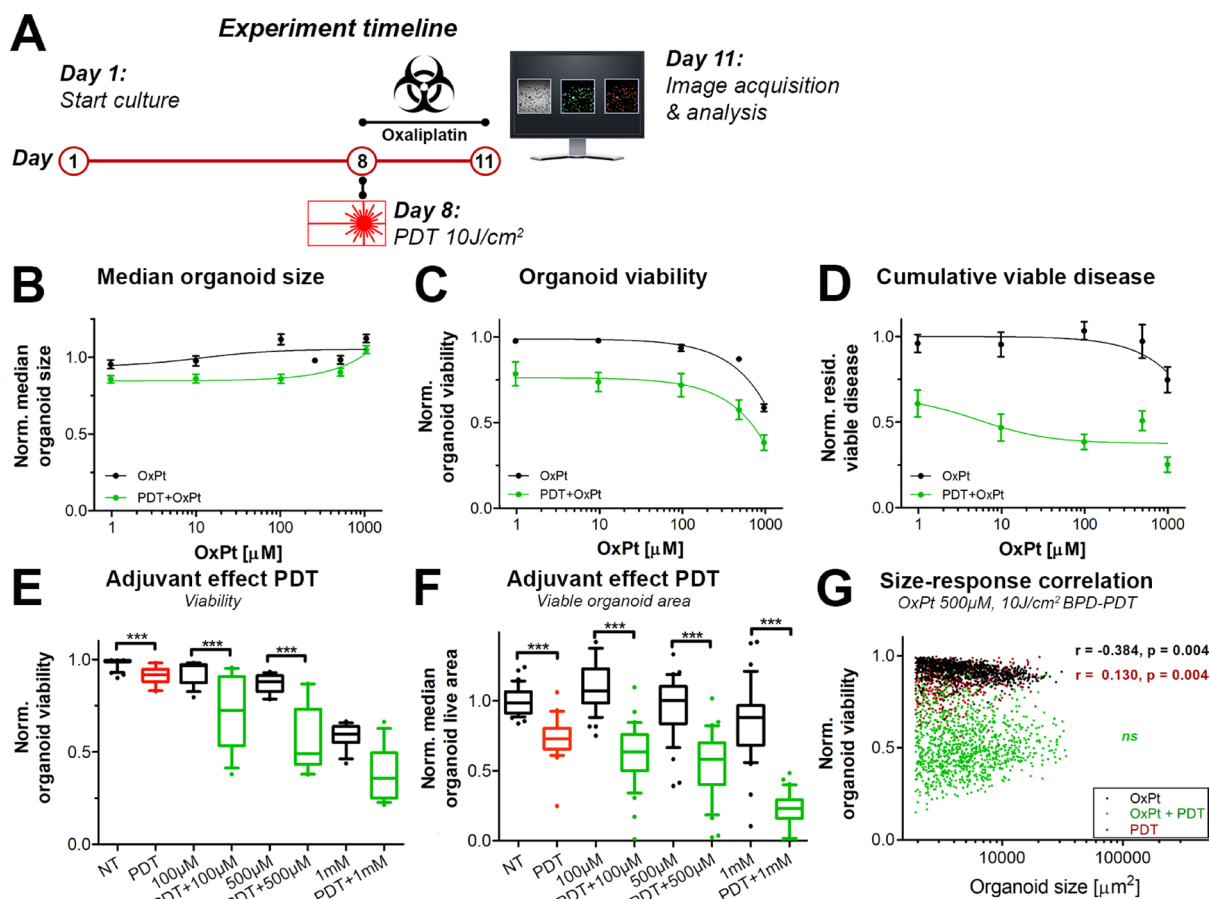 A
Experiment timeline
Day 1:
Start culture
Oxaliplatin
Day 11:
Image acquisition
& analysis
Day
1
8
11
Day 8:
PDT 10J/cm²
B
Median organoid size
Norm. median
organoid size
1.0
0.5
0.0
OxPt
PDT+OxPt
1
10
100
1000
OxPt [μM]
C
Organoid viability
Norm.
organoid viability
1.0
0.5
0.0
OxPt
PDT+OxPt
1
10
100
1000
OxPt [μM]
D
Cumulative viable disease
Norm. resid.
viable disease
1.0
0.5
0.0
OxPt
PDT+OxPt
1
10
100
1000
OxPt [μM]
E
Adjuvant effect PDT
Viability
Norm.
organoid viability
1.0
0.5
0.0
***
***
***
NT
PDT
100μM
PDT+100μM
500μM
PDT+500μM
1mM
PDT+1mM
F
Adjuvant effect PDT
Viable organoid area
Norm. median
organoid live area
1.0
0.5
0.0
***
***
***
***
NT
PDT
100μM
PDT+100μM
500μM
PDT+500μM
1mM
PDT+1mM
G
Size-response correlation
OxPt 500μM, 10J/cm² BPD-PDT
Norm.
organoid viability
1.0
0.5
0.0
r = -0.384, p = 0.004
r = 0.130, p = 0.004
ns
OxPt
OxPt + PDT
PDT
10000
100000
Organoid size [μm²]